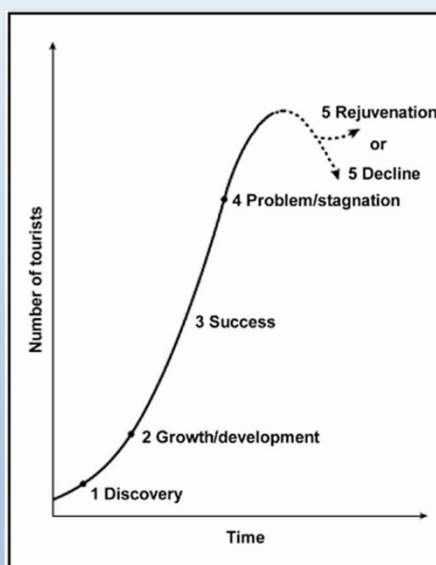 5 Rejuvenation
or
5 Decline
4 Problem/stagnation
Number of tourists
3 Success
2 Growth/development
1 Discovery
Time